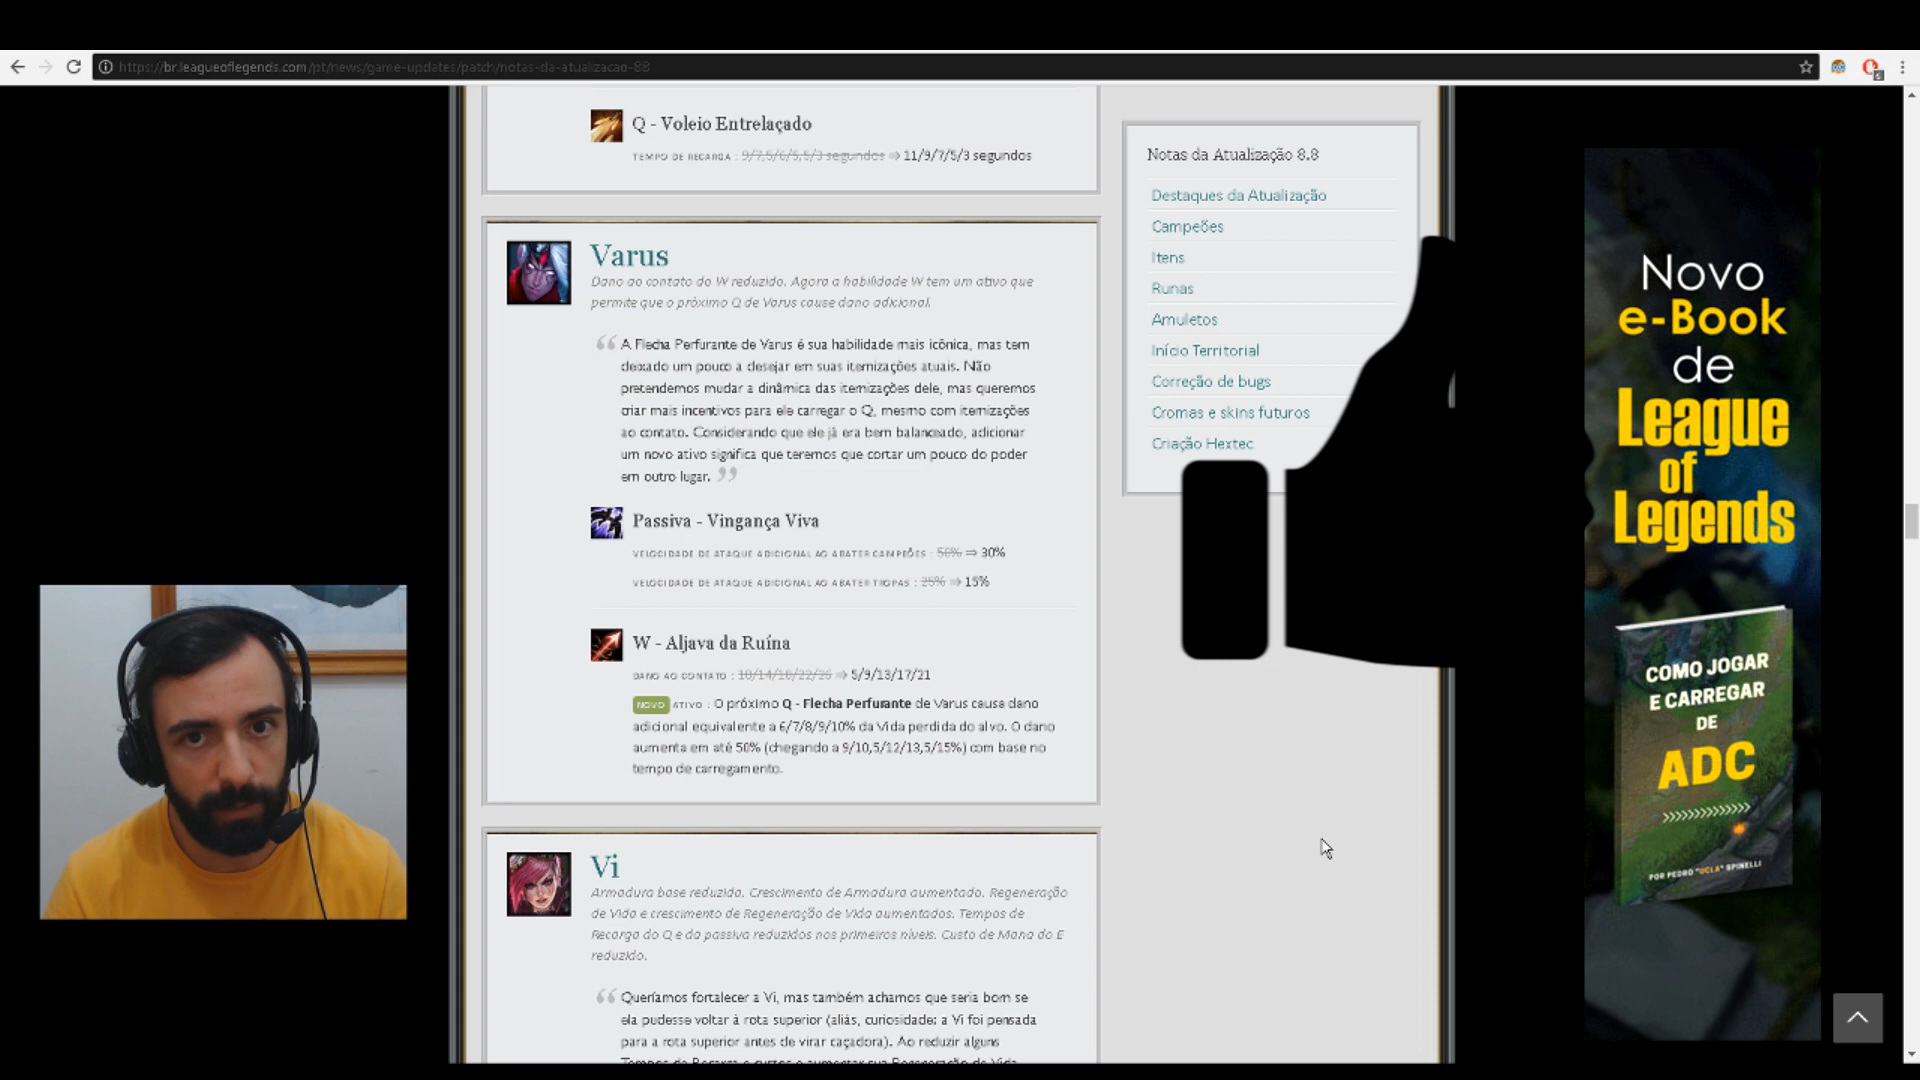 https://br.leagueoflegends.com/pt/news/game-updates/patch/notas-da-atualizacao-88
Q - Voleio Entrelaçado
TEMPO DE RECARGA : 9/7,5/6/5,5/3 segundos ⇒ 11/9/7/5/3 segundos
Varus
Dano ao contato do W reduzido. Agora a habilidade W tem um ativo que
permite que o próximo Q de Varus cause dano adicional.
“ A Flecha Perfurante de Varus é sua habilidade mais icônica, mas tem
deixado um pouco a desejar em suas itemizações atuais. Não
pretendemos mudar a dinâmica das itemizações dele, mas queremos
criar mais incentivos para ele carregar o Q, mesmo com itemizações
ao contato. Considerando que ele já era bem balanceado, adicionar
um novo ativo significa que teremos que cortar um pouco do poder
em outro lugar. ”
Passiva - Vingança Viva
VELOCIDADE DE ATAQUE ADICIONAL AO ABATER CAMPEÕES : 50% ⇒ 30%
VELOCIDADE DE ATAQUE ADICIONAL AO ABATER TROPAS : 25% ⇒ 15%
W - Aljava da Ruína
DANO AO CONTATO : 10/14/18/22/26 ⇒ 5/9/13/17/21
NOVO ATIVO : O próximo Q - Flecha Perfurante de Varus causa dano
adicional equivalente a 6/7/8/9/10% da Vida perdida do alvo. O dano
aumenta em até 50% (chegando a 9/10,5/12/13,5/15%) com base no
tempo de carregamento.
Vi
Armadura base reduzida. Crescimento de Armadura aumentado. Regeneração
de Vida e crescimento de Regeneração de Vida aumentados. Tempos de
Recarga do Q e da passiva reduzidos nos primeiros níveis. Custo de Mana do E
reduzido.
“ Queríamos fortalecer a Vi, mas também achamos que seria bom se
ela pudesse voltar à rota superior (aliás, curiosidade: a Vi foi pensada
para a rota superior antes de virar caçadora). Ao reduzir alguns
Tempos de Recarga e custos e aumentar sua Regeneração de Vida
Notas da Atualização 8.8
Destaques da Atualização
Campeões
Itens
Runas
Amuletos
Início Territorial
Correção de bugs
Cromas e skins futuros
Criação Hextec
Novo
e-Book
de
League
of
Legends
COMO JOGAR
E CARREGAR
DE
ADC
POR PEDRO "UCLA" SPINELLI